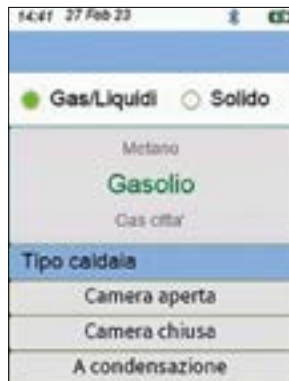 14:41 27 Feb 23
Gas/Liquidi Solido
Metano
Gasolio
Gas citta'
Tipo caldaia
Camera aperta
Camera chiusa
A condensazione